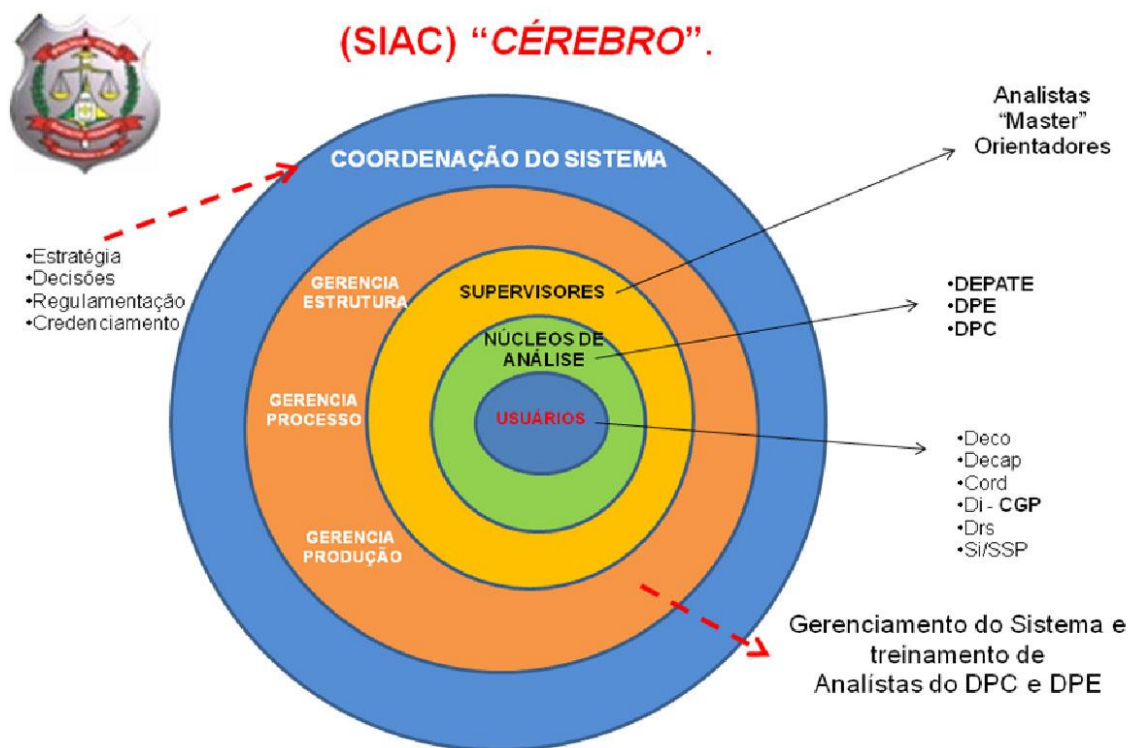 (SIAC) “CÉREBRO”.
Analistas
“Master”
Orientadores
COORDENAÇÃO DO SISTEMA
•Estratégia
•Decisões
•Regulamentação
•Credenciamento
GERENCIA
ESTRUTURA
SUPERVISORES
•DEPATE
•DPE
•DPC
NÚCLEOS DE
ANÁLISE
GERENCIA
PROCESSO
USUÁRIOS
•Deco
•Decap
•Cord
•Di - CGP
•Drs
•Si/SSP
GERENCIA
PRODUÇÃO
Gerenciamento do Sistema e
treinamento de
Analístas do DPC e DPE